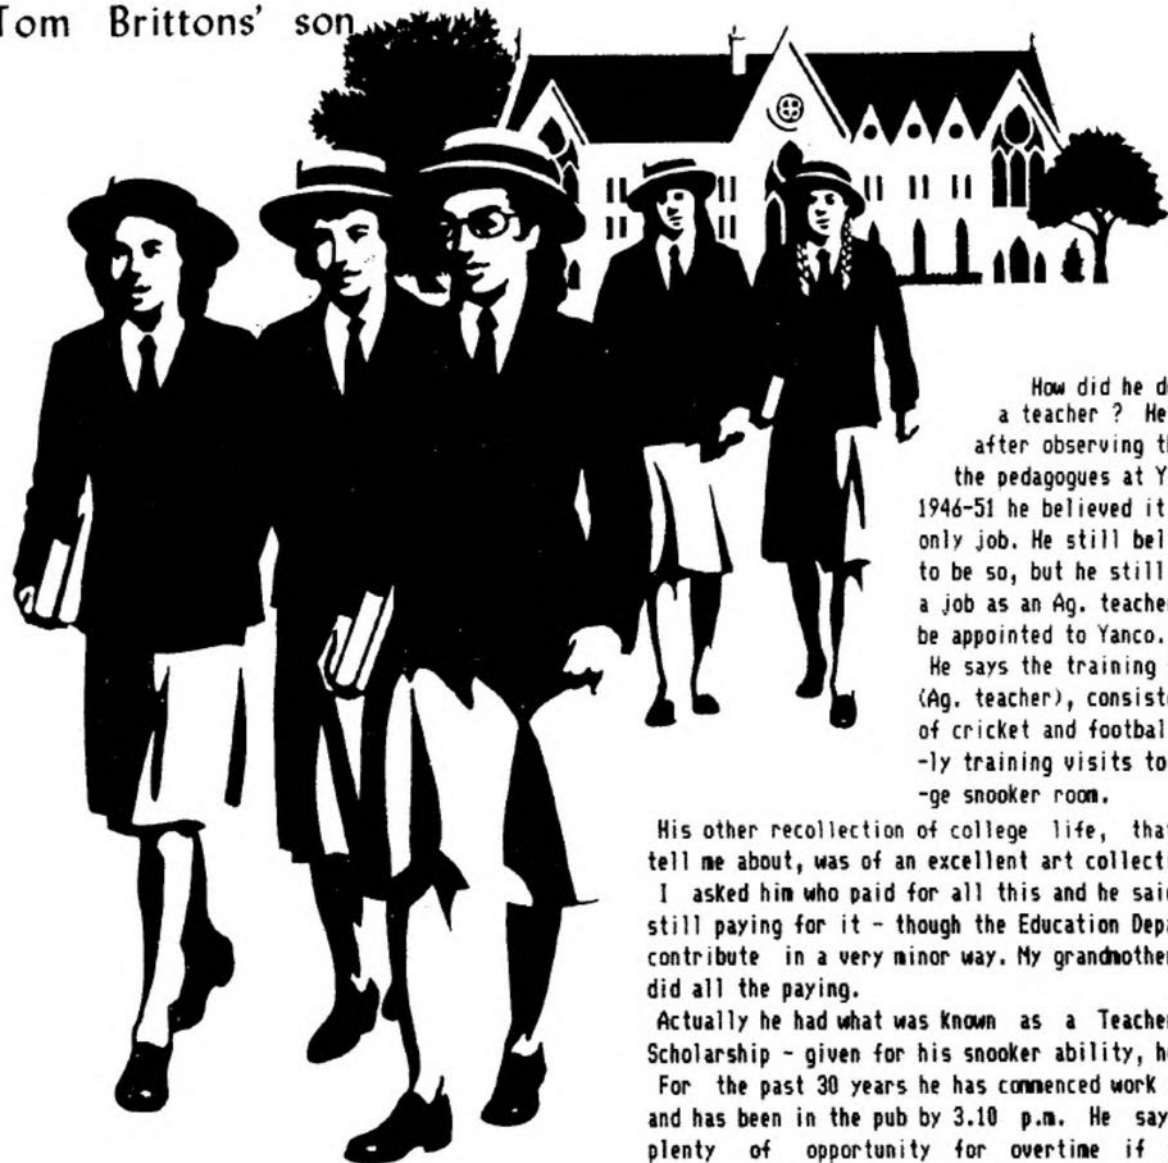 Tom Brittons' son
How did he d
a teacher ? He
after observing th
the pedagogues at Y
1946-51 he believed it
only job. He still bel
to be so, but he still
a job as an Ag. teacher
be appointed to Yanco.
He says the training
(Ag. teacher), consiste
of cricket and footbal
-ly training visits to
-ge snooker room.
His other recollection of college life, that
tell me about, was of an excellent art collecti
I asked him who paid for all this and he said
still paying for it - though the Education Depa
contribute in a very minor way. My grandmother
did all the paying.
Actually he had what was known as a Teacher
Scholarship - given for his snooker ability, h
For the past 30 years he has commenced work
and has been in the pub by 3.10 p.m. He say
plenty of opportunity for overtime if